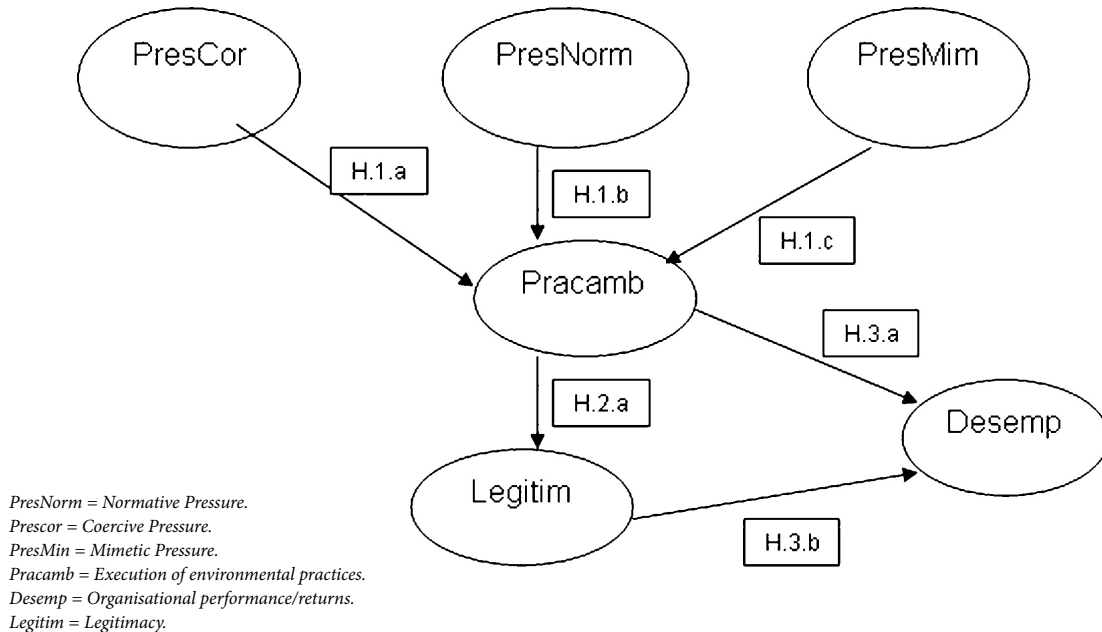 PresCor
PresNorm
PresMim
H.1.a
H.1.b
H.1.c
Pracamb
H.3.a
H.2.a
Desemp
Legitim
H.3.b
PresNorm = Normative Pressure.
Prescor = Coercive Pressure.
PresMin = Mimetic Pressure.
Pracamb = Execution of environmental practices.
Desemp = Organisational performance/returns.
Legitim = Legitimacy.